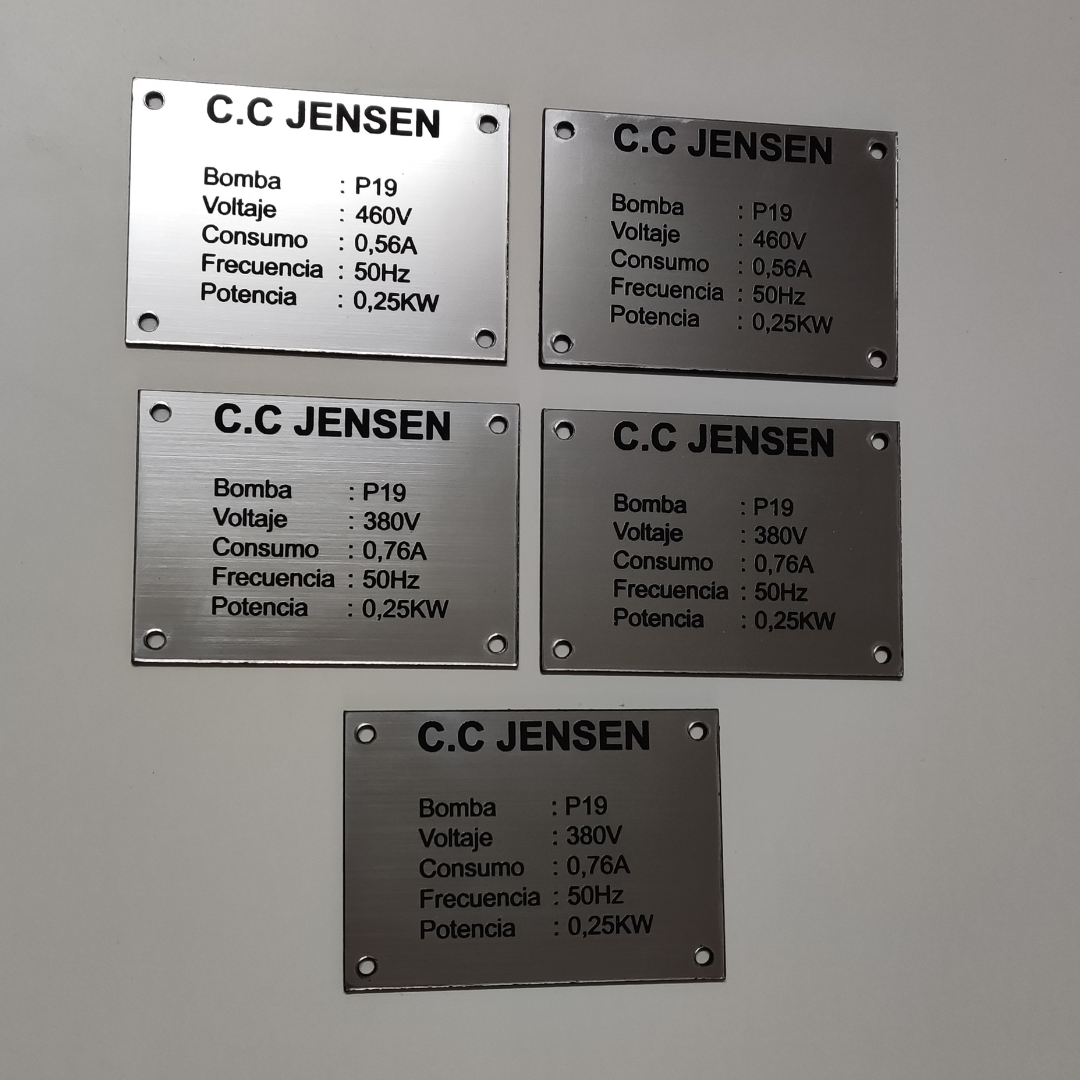 C.C JENSEN
Bomba : P19
Voltaje : 460V
Consumo : 0,56A
Frecuencia : 50Hz
Potencia : 0,25KW
C.C JENSEN
Bomba : P19
Voltaje : 460V
Consumo : 0,56A
Frecuencia : 50Hz
Potencia : 0,25KW
C.C JENSEN
Bomba : P19
Voltaje : 380V
Consumo : 0,76A
Frecuencia : 50Hz
Potencia : 0,25KW
C.C JENSEN
Bomba : P19
Voltaje : 380V
Consumo : 0,76A
Frecuencia : 50Hz
Potencia : 0,25KW
C.C JENSEN
Bomba : P19
Voltaje : 380V
Consumo : 0,76A
Frecuencia : 50Hz
Potencia : 0,25KW